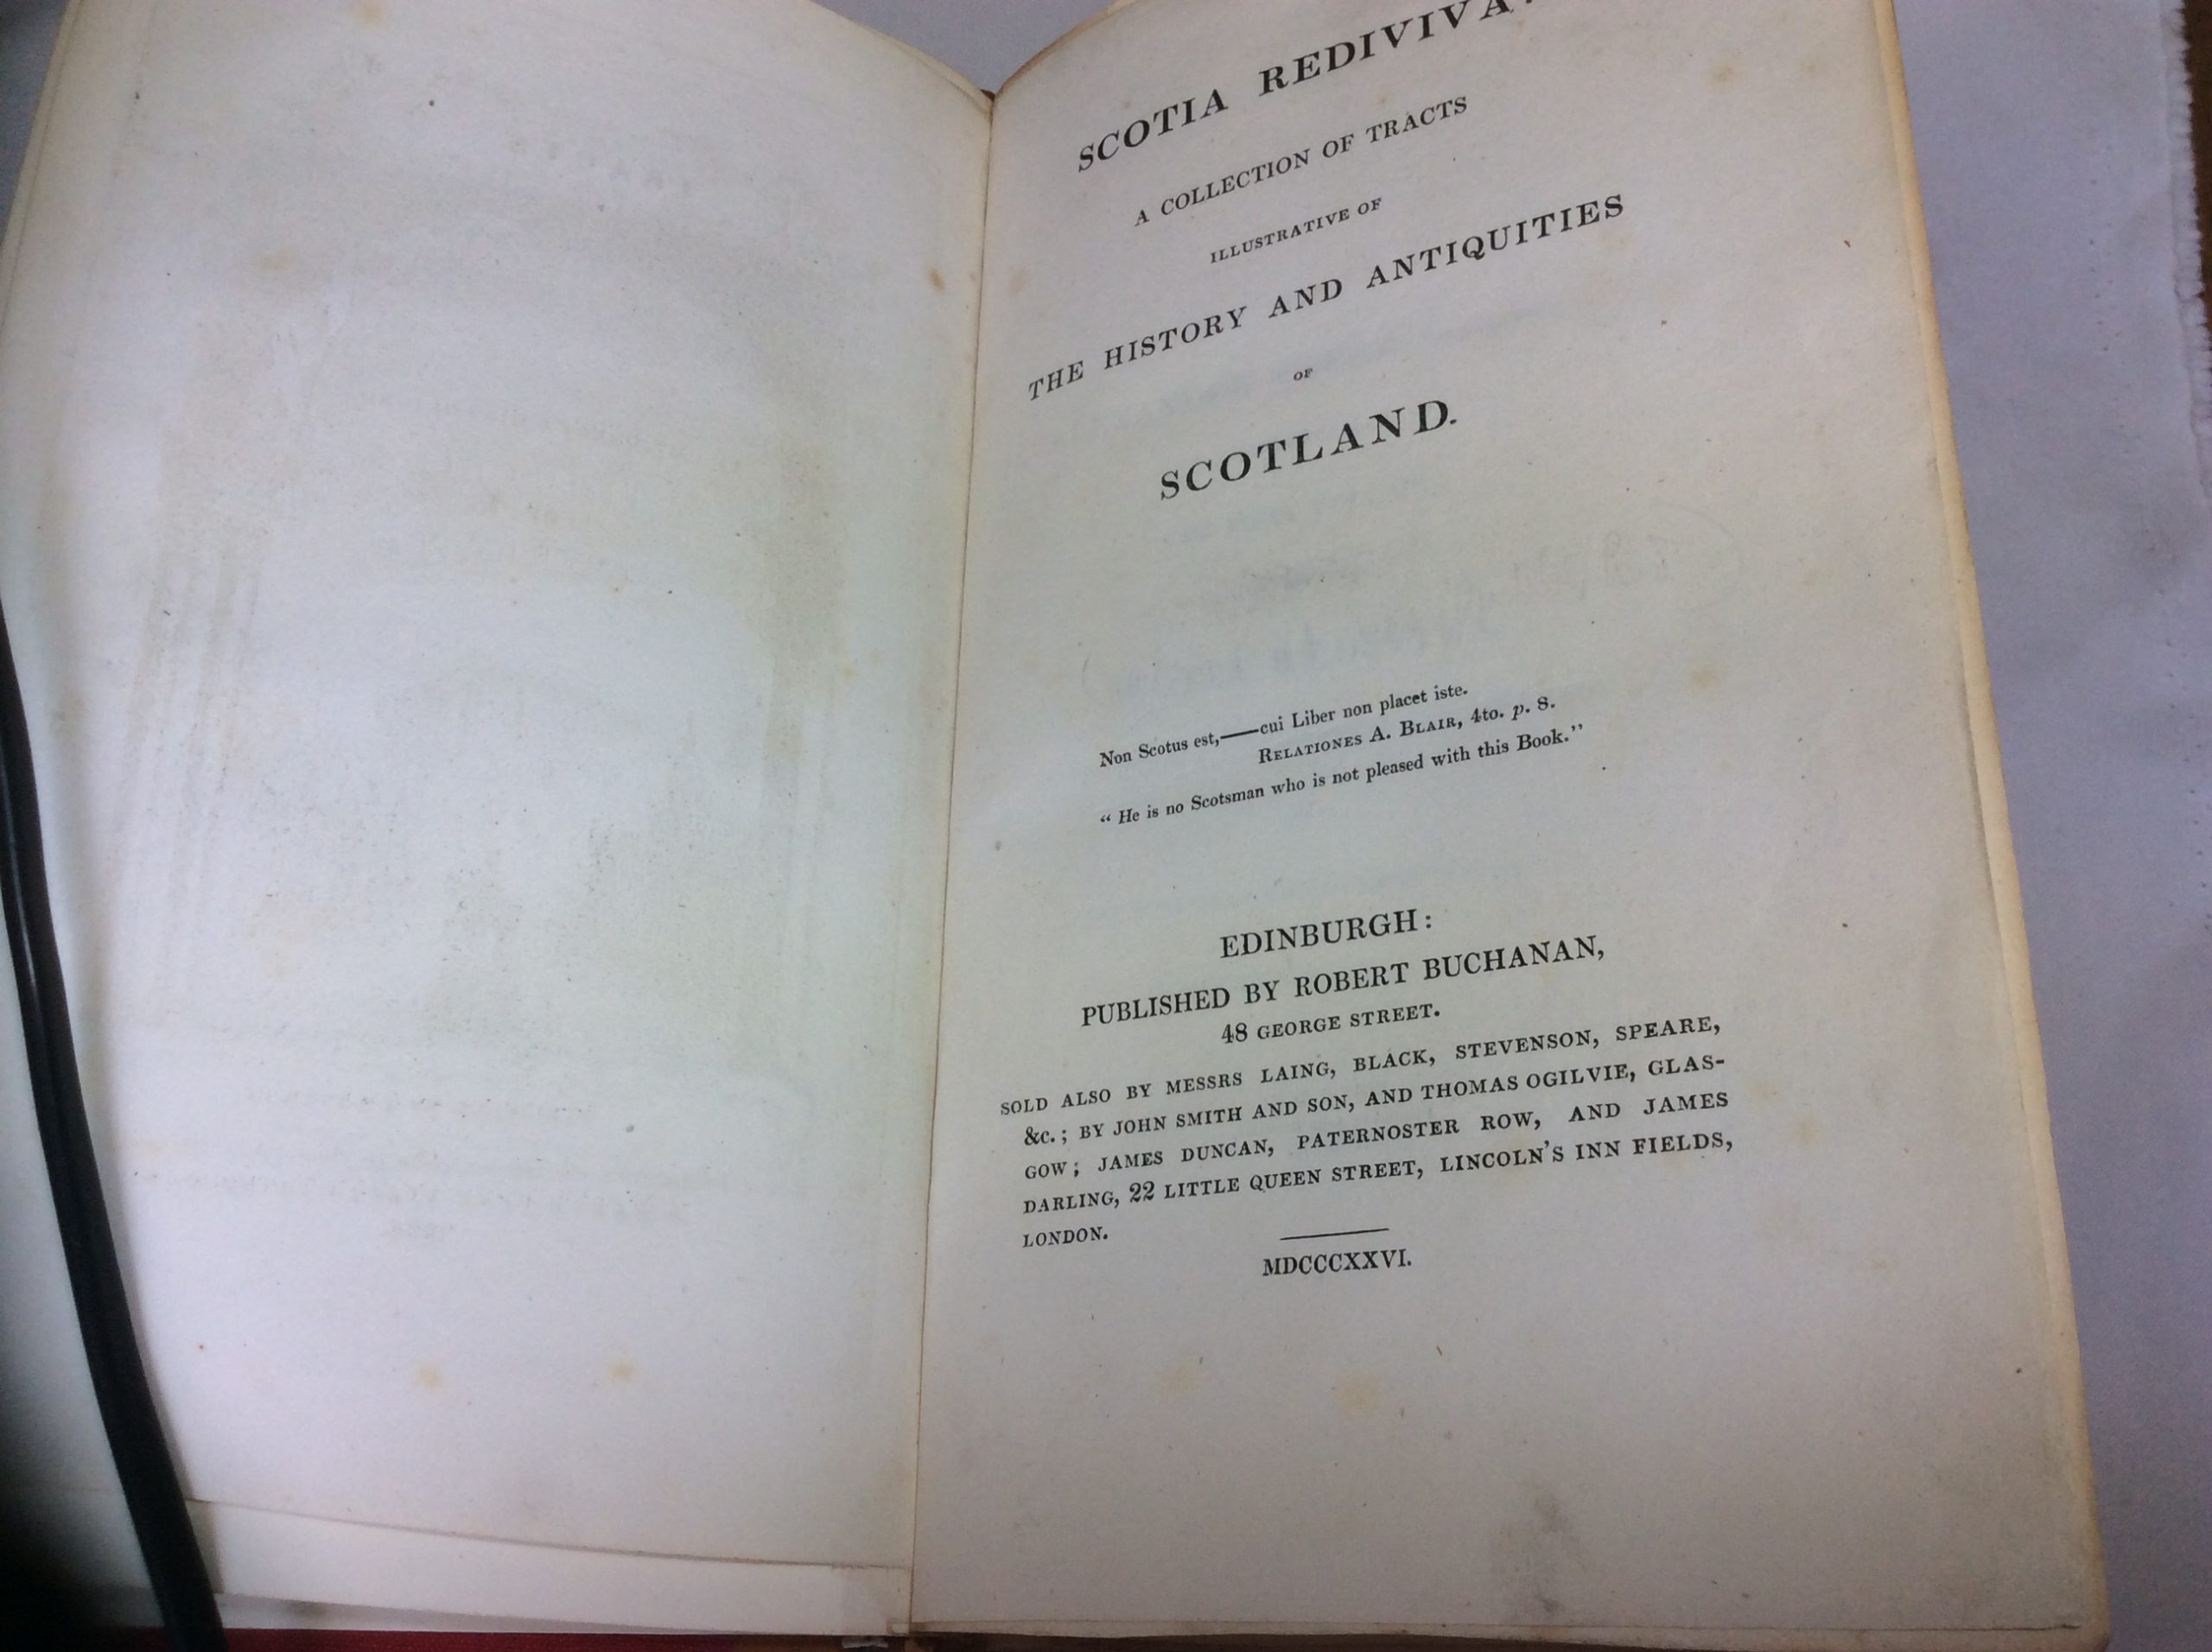 SCOTIA REDIVIVA.
A COLLECTION OF TRACTS
ILLUSTRATIVE OF
THE HISTORY AND ANTIQUITIES
OF
SCOTLAND.
Non Scotus est,——cui Liber non placet iste.
RELATIONES A. BLAIR, 4to. p. 8.
“ He is no Scotsman who is not pleased with this Book.”
EDINBURGH:
PUBLISHED BY ROBERT BUCHANAN,
48 GEORGE STREET.
SOLD ALSO BY MESSRS LAING, BLACK, STEVENSON, SPEARE,
&c.; BY JOHN SMITH AND SON, AND THOMAS OGILVIE, GLAS-
GOW; JAMES DUNCAN, PATERNOSTER ROW, AND JAMES
DARLING, 22 LITTLE QUEEN STREET, LINCOLN'S INN FIELDS,
LONDON.
MDCCCXXVI.